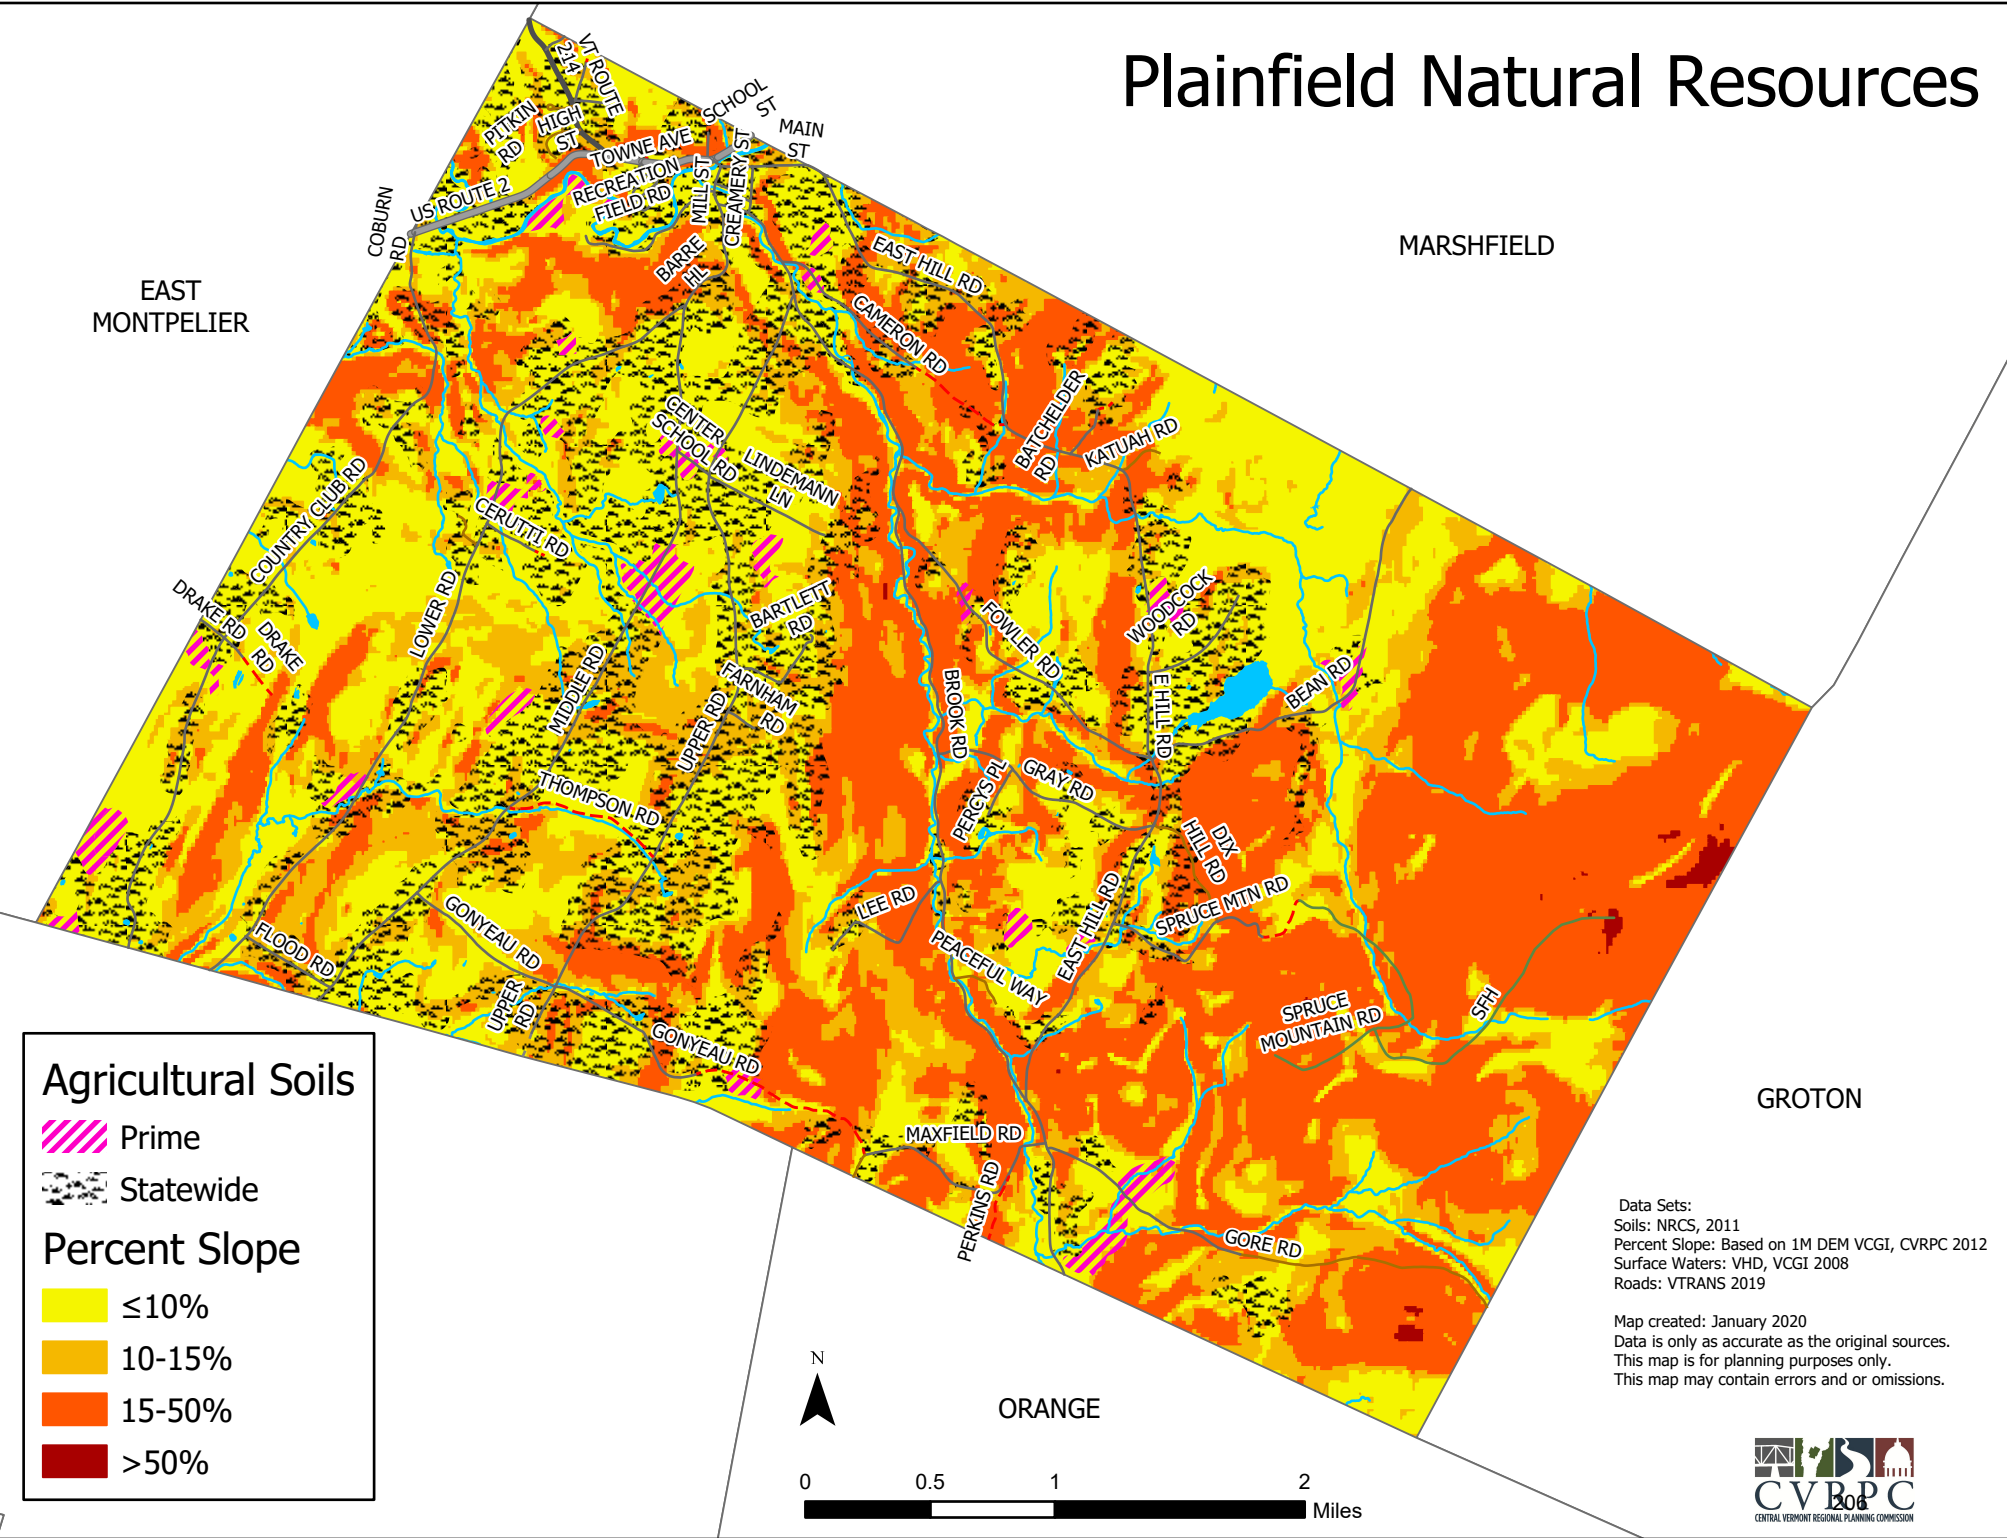 Plainfield Natural Resources
VT ROUTE
214
PITKIN
RD
HIGH
ST
SCHOOL
ST
MAIN
ST
TOWNE AVE
RECREATION
FIELD RD
US ROUTE 2
MILL ST
CREAMERY ST
COBURN
RD
BARRE
HL
EAST HILL RD
CAMERON RD
MARSHFIELD
EAST
MONTPELIER
BATCHELDER
RD
KATUAH RD
CENTER
SCHOOL RD
LINDEMANN
LN
COUNTRY CLUB RD
CERUTTI RD
DRAKE RD
DRAKE
RD
LOWER RD
BARTLETT
RD
FOWLER RD
WOODCOCK
RD
MIDDLE RD
FARNHAM
RD
UPPER RD
BROOK RD
E HILL RD
BEAN RD
THOMPSON RD
PERCYS PL
GRAY RD
DIX
HILL RD
LEE RD
EAST HILL RD
SPRUCE MTN RD
GONYEAU RD
FLOOD RD
PEACEFUL WAY
UPPER
RD
SPRUCE
MOUNTAIN RD
SFH
GONYEAU RD
MAXFIELD RD
PERKINS RD
GORE RD
GROTON
ORANGE
Agricultural Soils
Prime
Statewide
Percent Slope
≤10%
10-15%
15-50%
>50%
N
0 0.5 1 2
Miles
Data Sets:
Soils: NRCS, 2011
Percent Slope: Based on 1M DEM VCGI, CVRPC 2012
Surface Waters: VHD, VCGI 2008
Roads: VTRANS 2019
Map created: January 2020
Data is only as accurate as the original sources.
This map is for planning purposes only.
This map may contain errors and or omissions.
CVRPC
206
CENTRAL VERMONT REGIONAL PLANNING COMMISSION